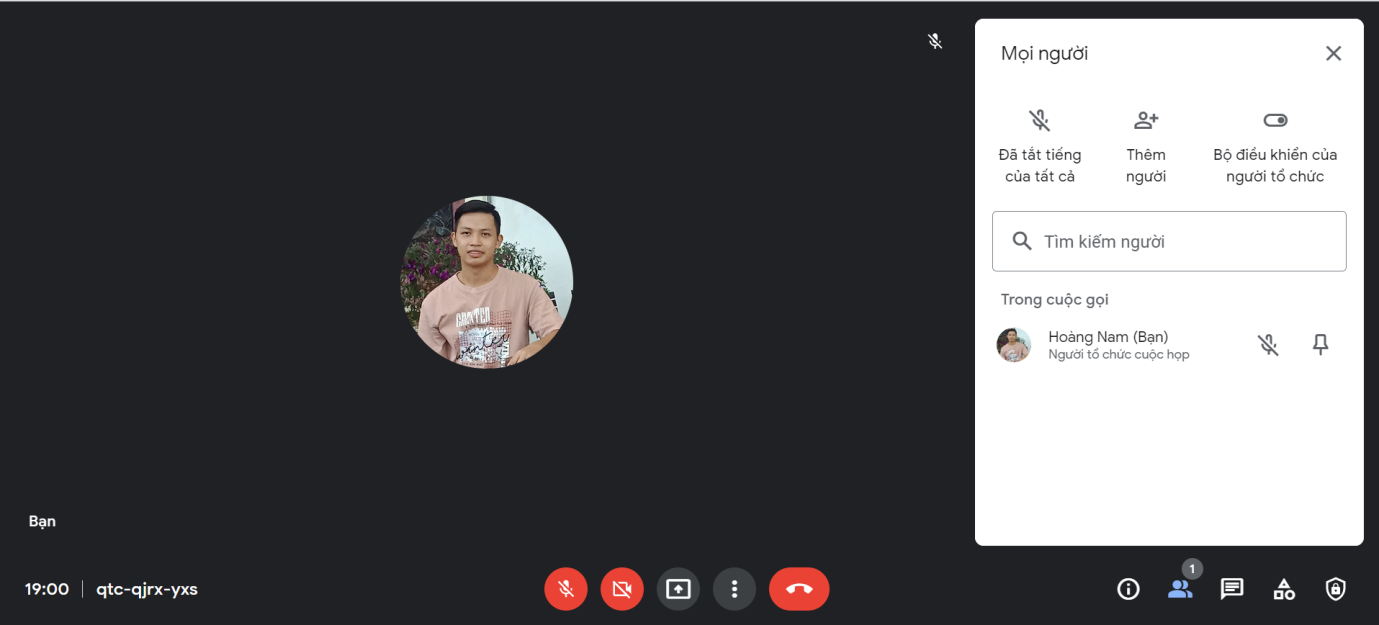 Mọi người
Đã tắt tiếng
của tất cả
Thêm
người
Bộ điều khiển của
người tổ chức
Tìm kiếm người
Trong cuộc gọi
Hoàng Nam (Bạn)
Người tổ chức cuộc họp
Bạn
19:00 | qtc-qjrx-yxs
1